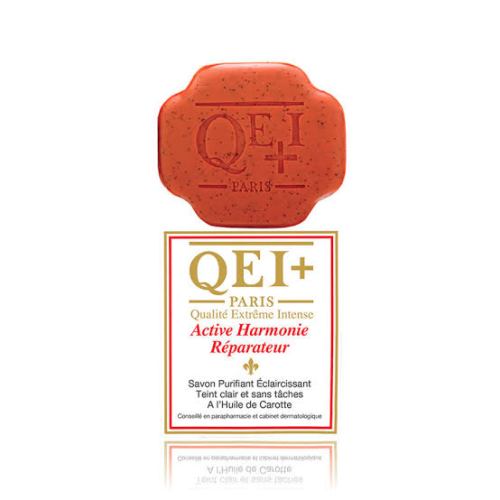 QEI
+
PARIS
QEI+
PARIS
Qualité Extrême Intense
Active Harmonie
Réparateur
Savon Purifiant Éclaircissant
Teint clair et sans tâches
A l'Huile de Carotte
Conseillé en parapharmacie et cabinet dermatologique